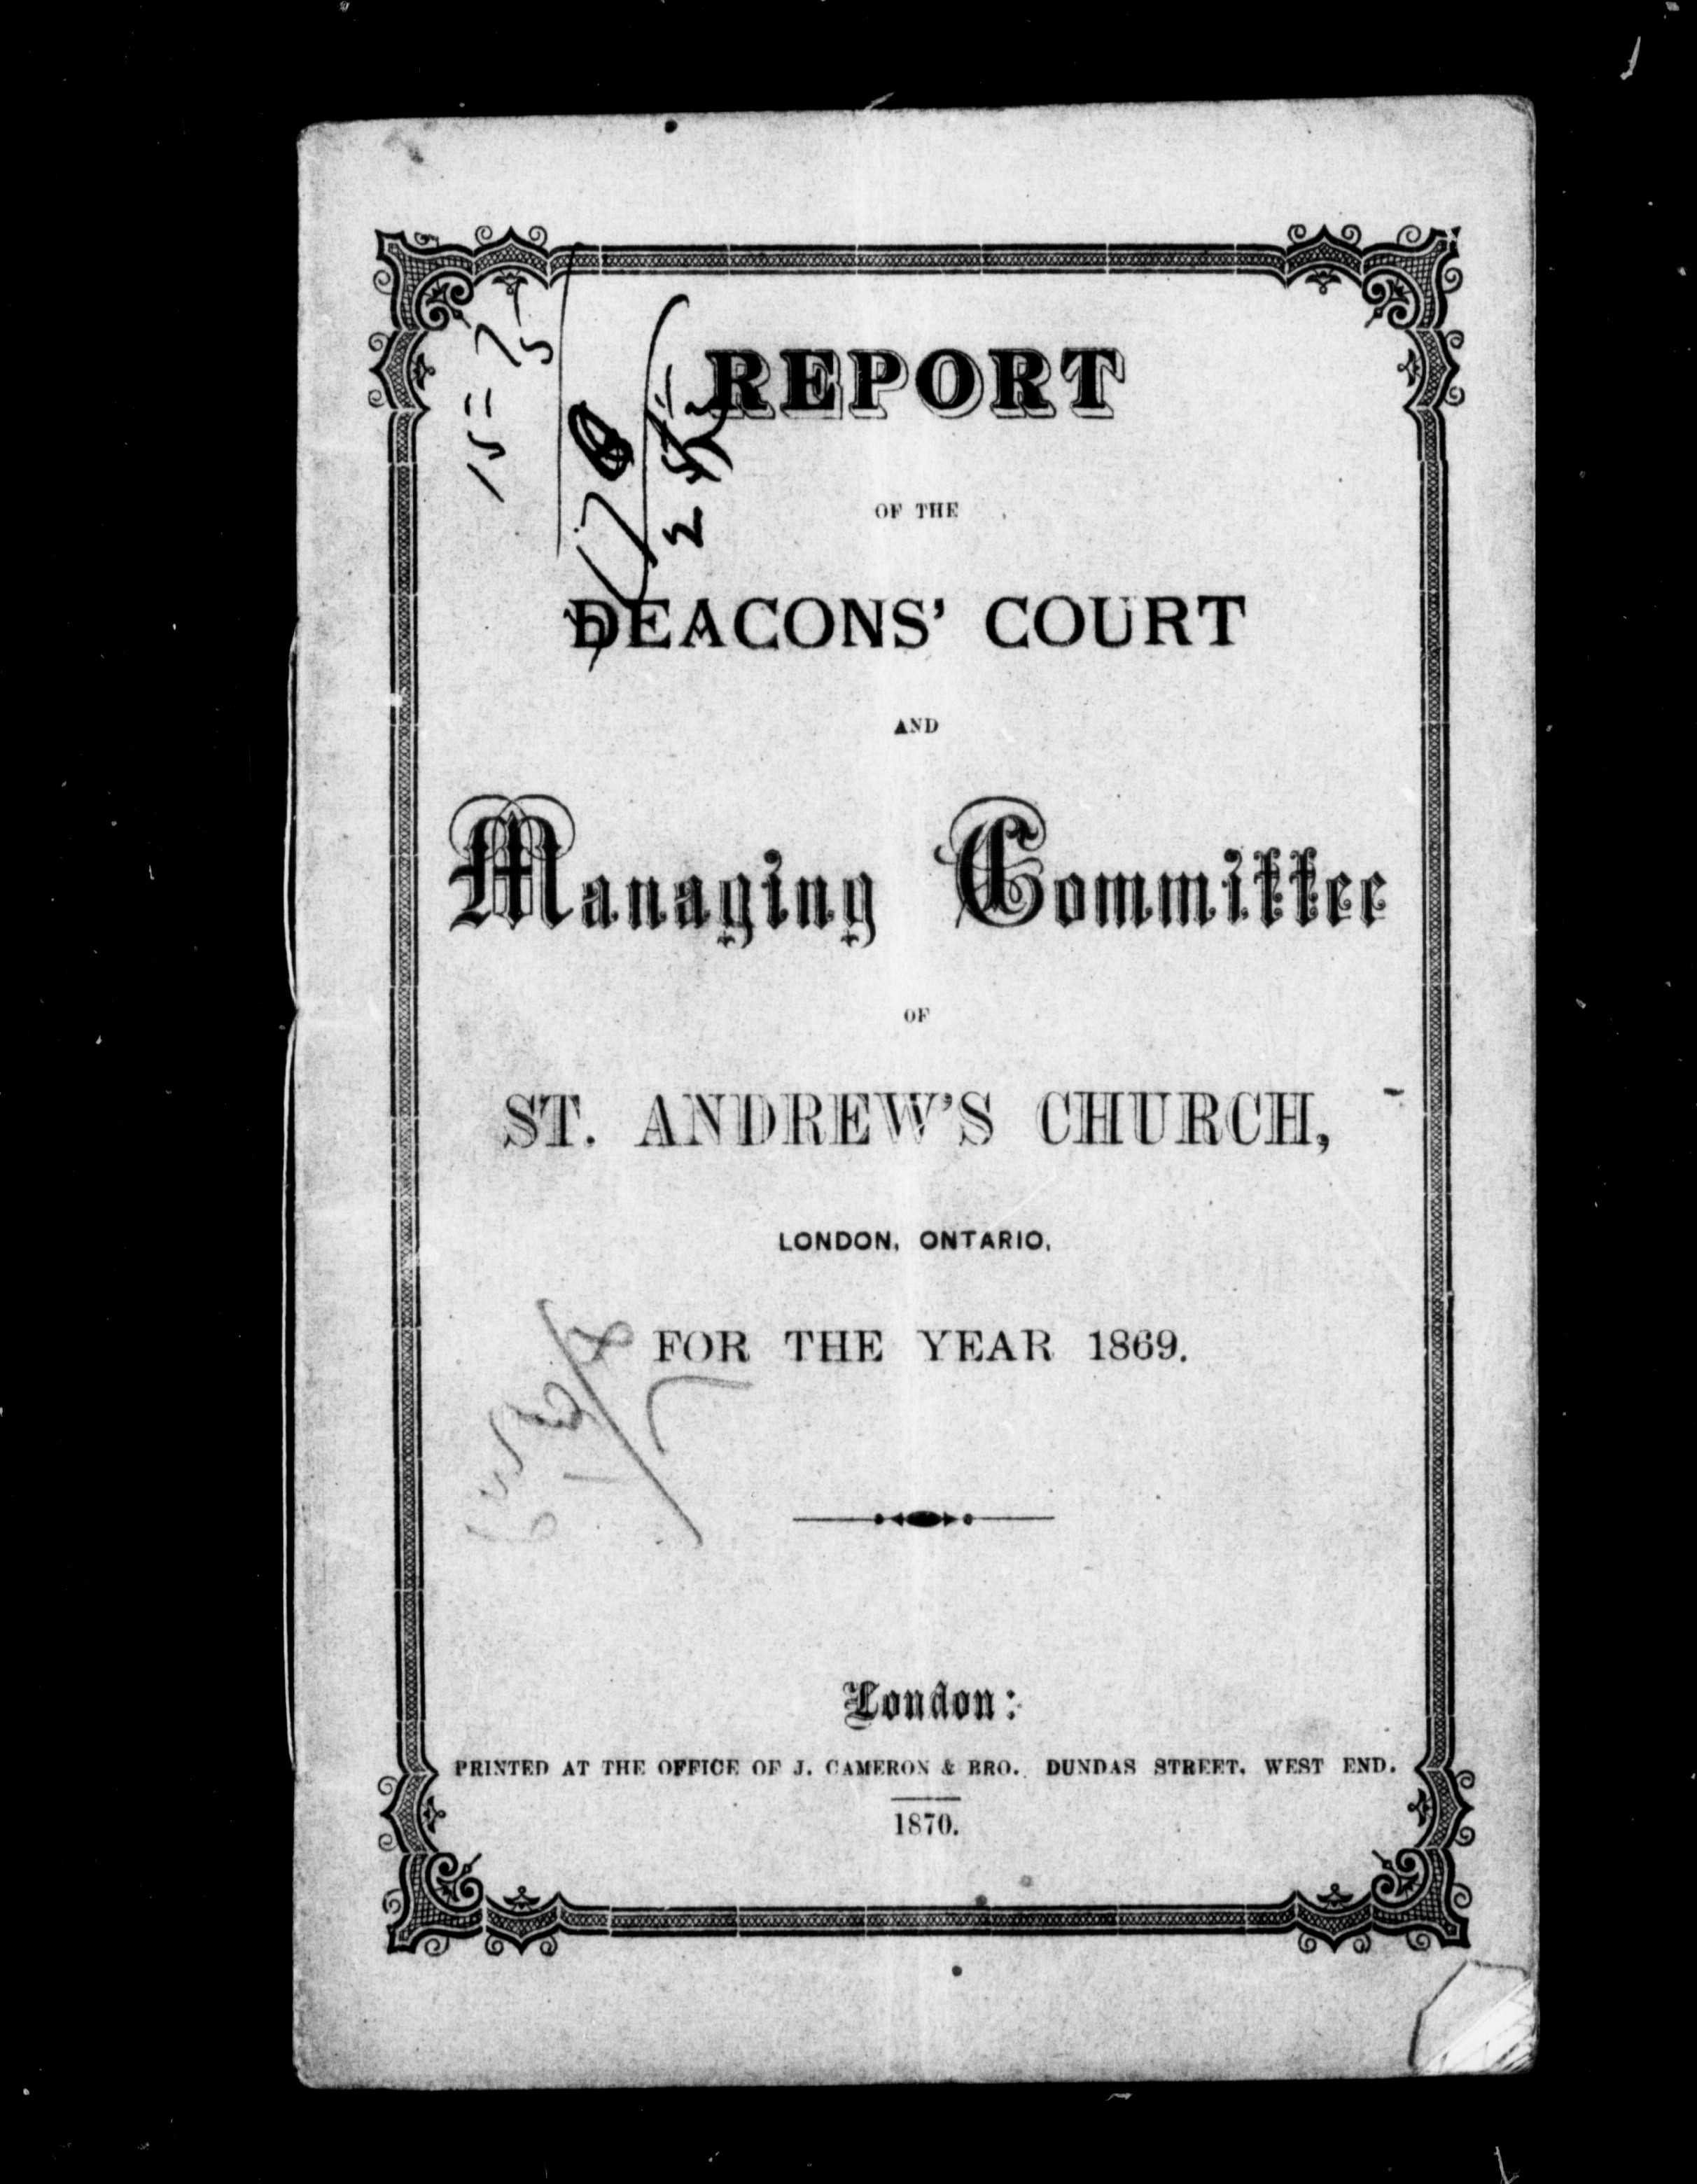 REPORT
OF THE
DEACONS' COURT
AND
Managing Committee
OF
ST. ANDREW'S CHURCH,
LONDON, ONTARIO,
FOR THE YEAR 1869.
London:
PRINTED AT THE OFFICE OF J. CAMERON & BRO. DUNDAS STREET, WEST END.
1870.